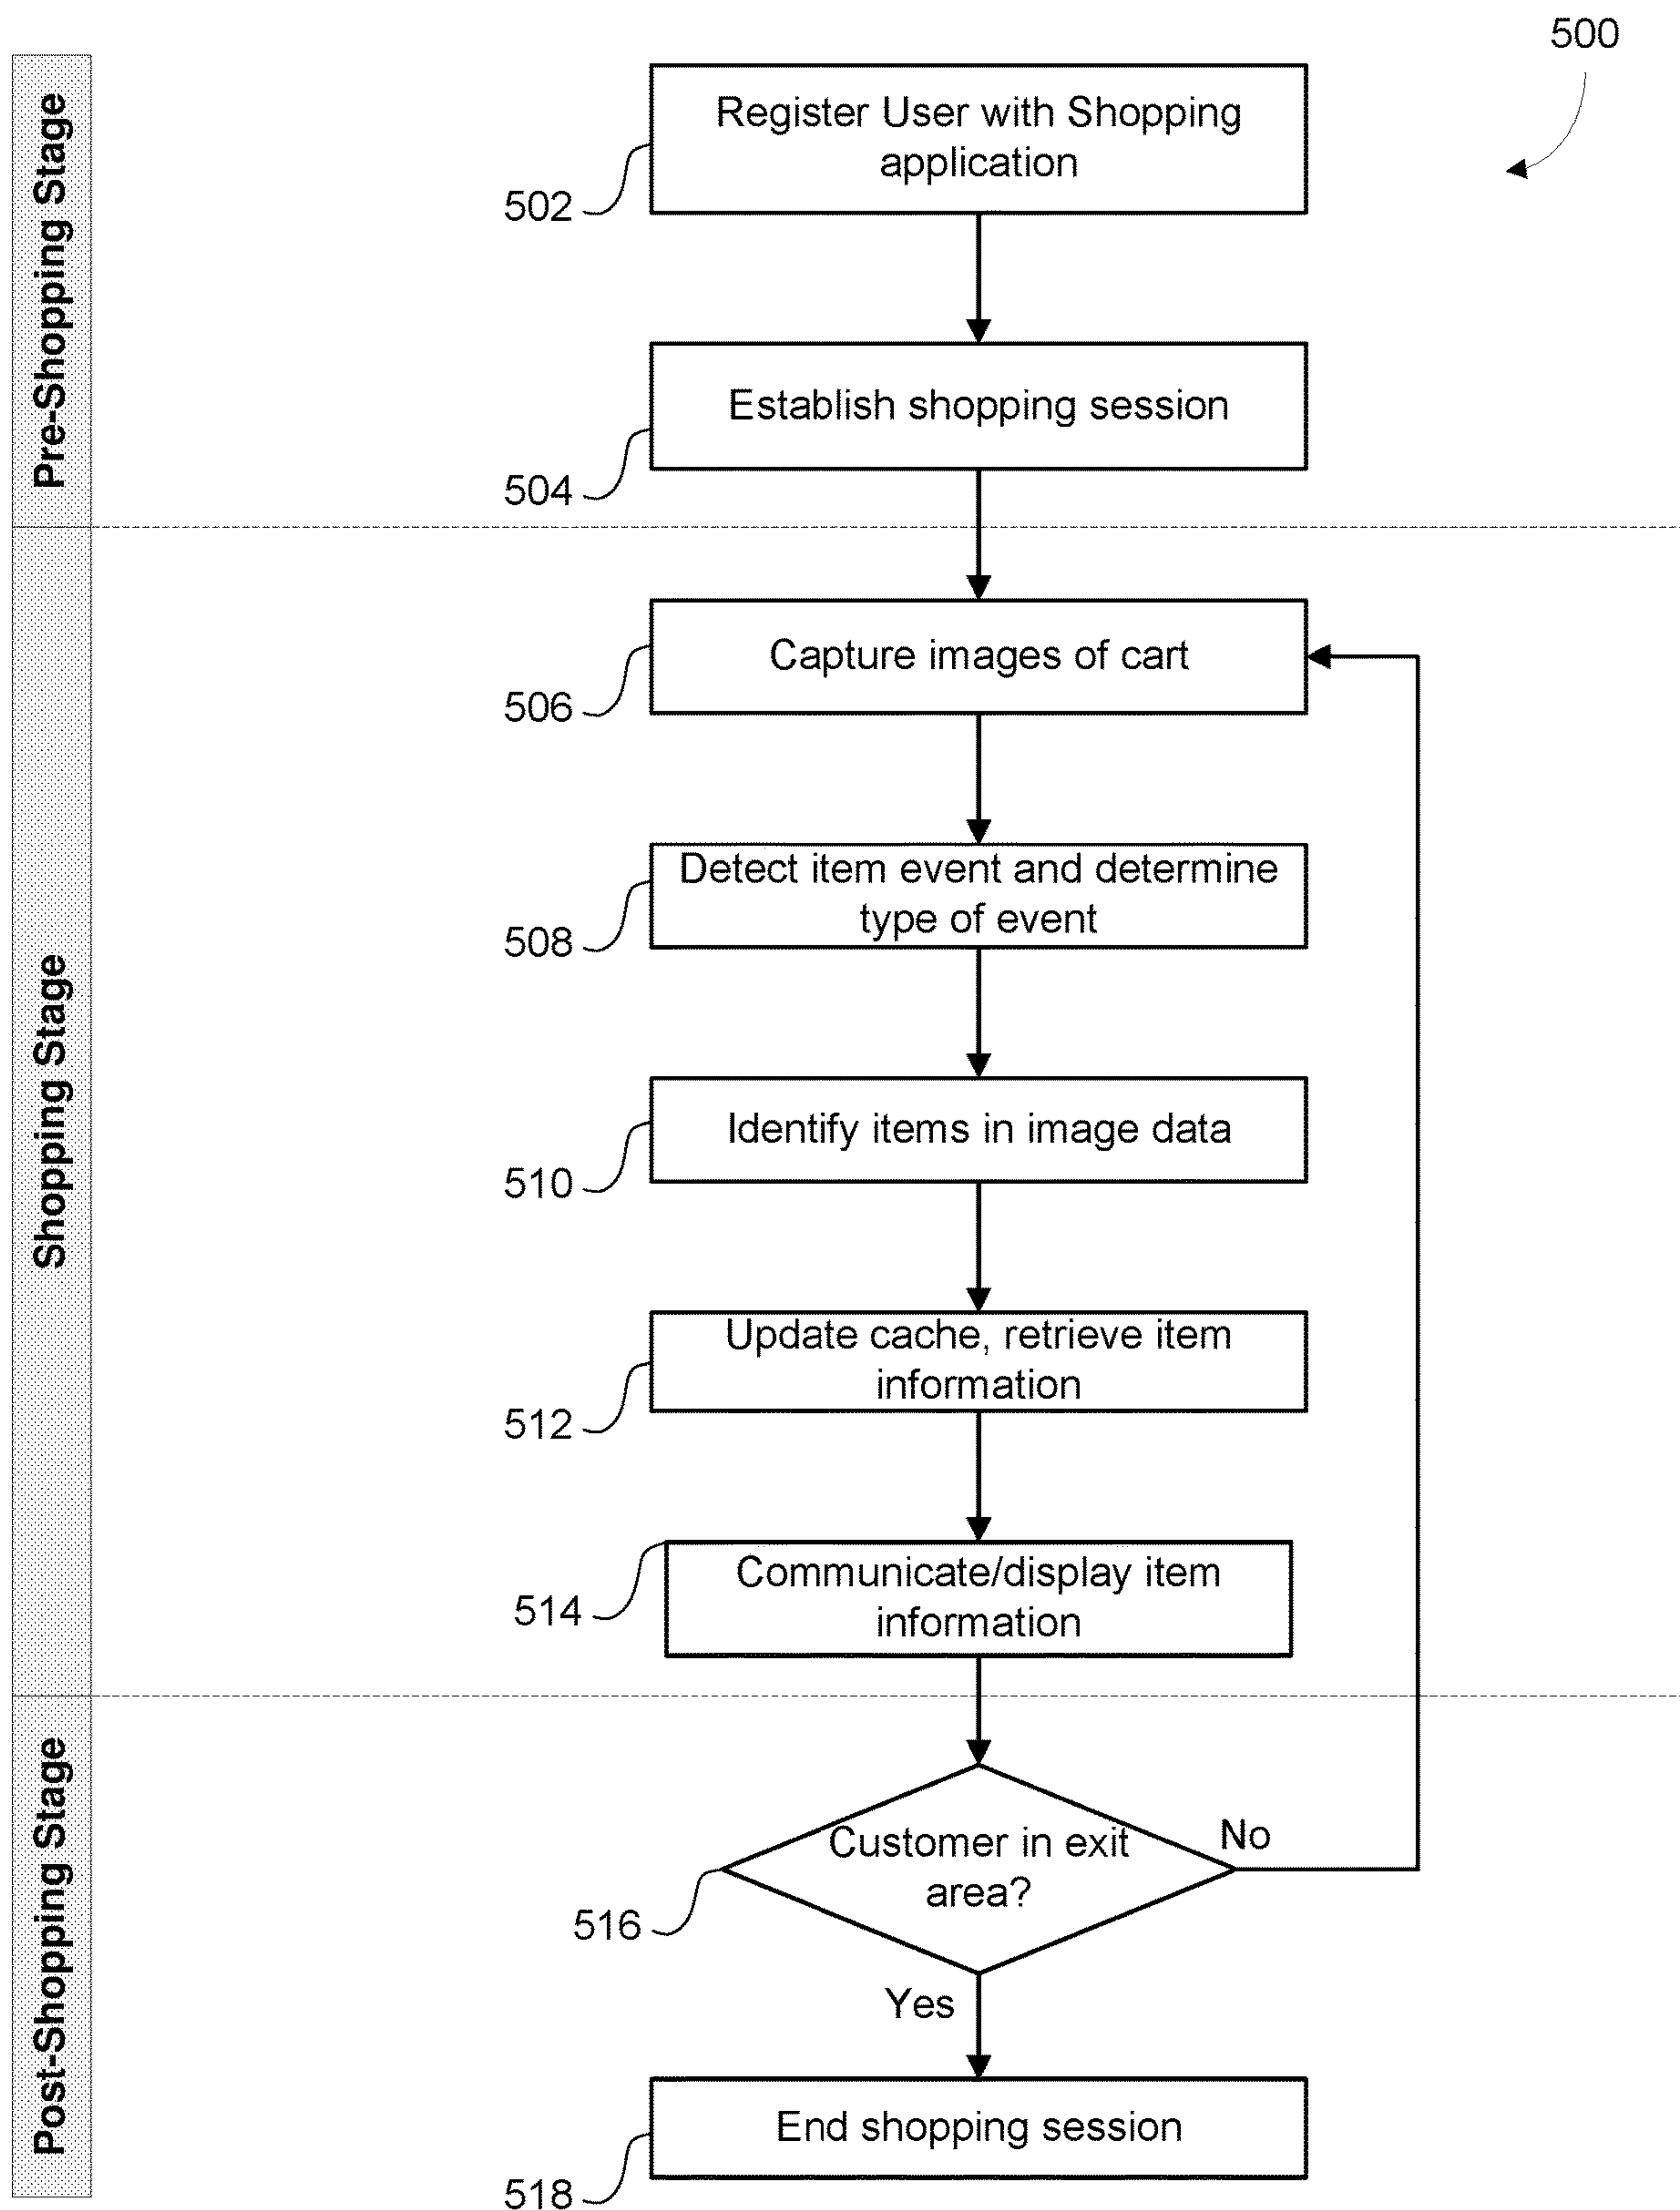 500
Pre-Shopping Stage
Register User with Shopping
application
502
Establish shopping session
504
Shopping Stage
Capture images of cart
506
Detect item event and determine
type of event
508
Identify items in image data
510
Update cache, retrieve item
information
512
Communicate/display item
information
514
Post-Shopping Stage
Customer in exit
area?
No
516
Yes
End shopping session
518